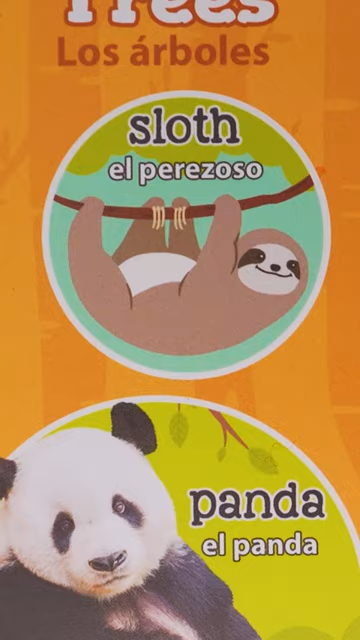 Trees
Los árboles
sloth
el perezoso
panda
el panda